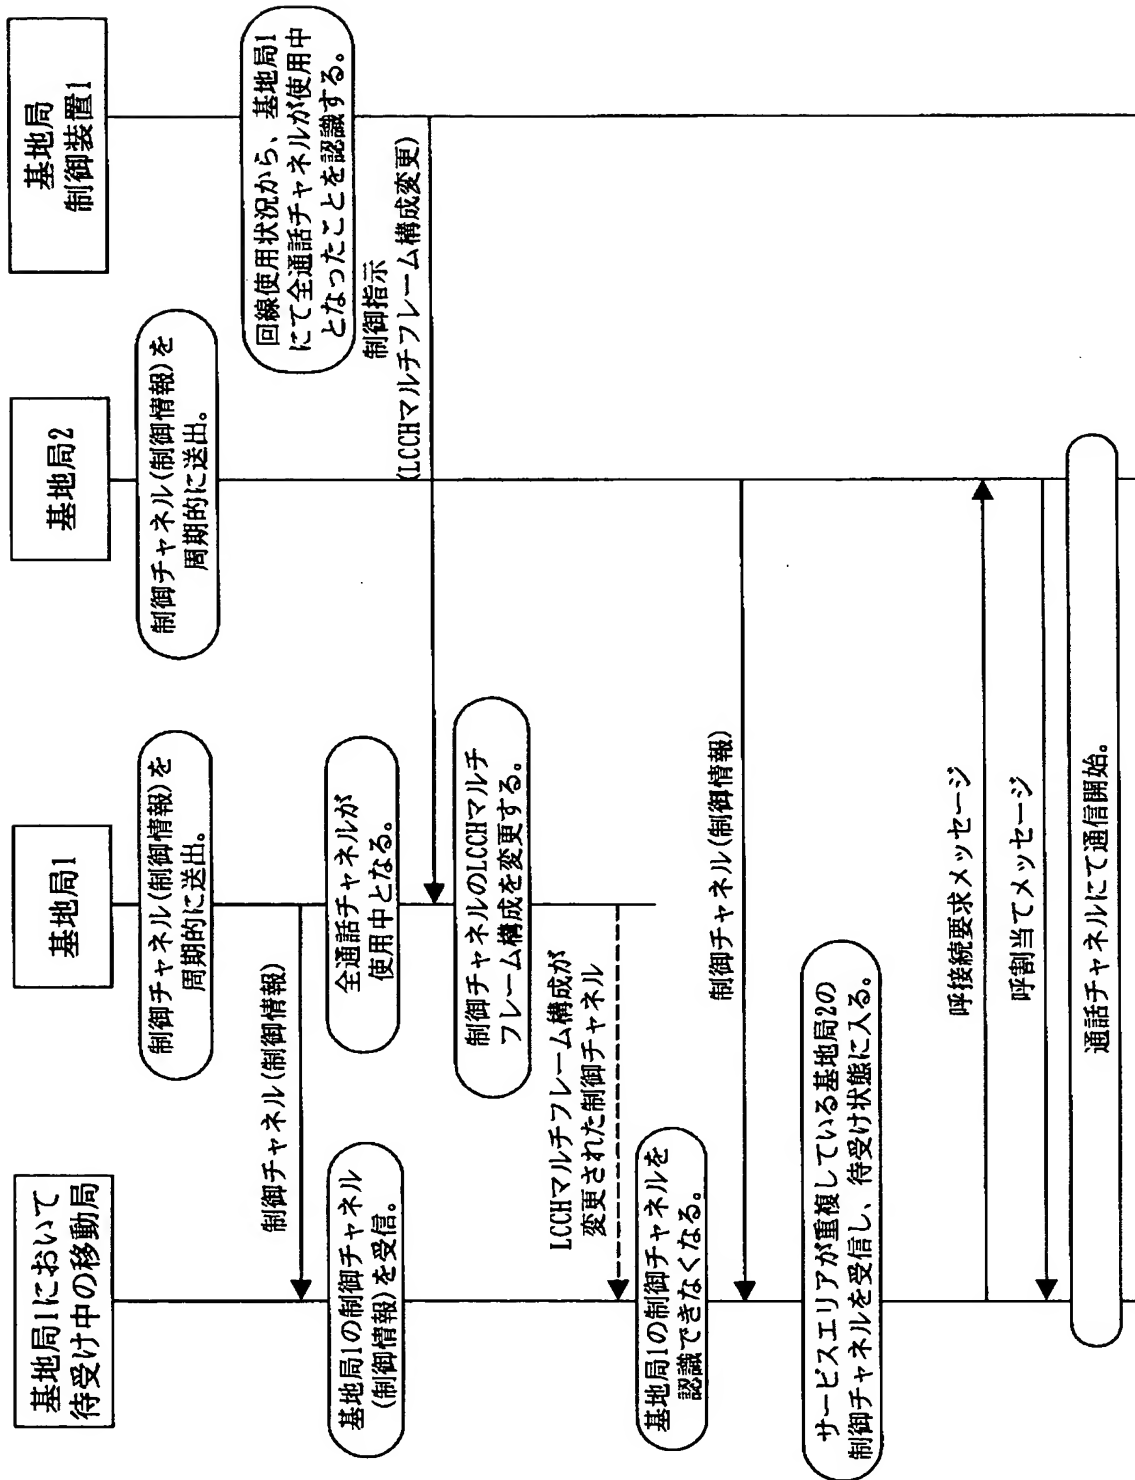 基地局1において
待受け中の移動局
基地局1
基地局2
基地局
制御装置1
制御チャネル(制御情報)を
周期的に送出。
制御チャネル(制御情報)を
周期的に送出。
回線使用状況から、基地局1
にて全通話チャネルが使用中
となったことを認識する。
制御チャネル(制御情報)
基地局1の制御チャネル
(制御情報)を受信。
全通話チャネルが
使用中となる。
制御指示
(LCCHマルチフレーム構成変更)
制御チャネルのLCCHマルチ
フレーム構成を変更する。
LCCHマルチフレーム構成が
変更された制御チャネル
基地局1の制御チャネルを
認識できなくなる。
制御チャネル(制御情報)
サービスエリアが重複している基地局2の
制御チャネルを受信し、待受け状態に入る。
呼接続要求メッセージ
呼割当てメッセージ
通話チャネルにて通信開始。